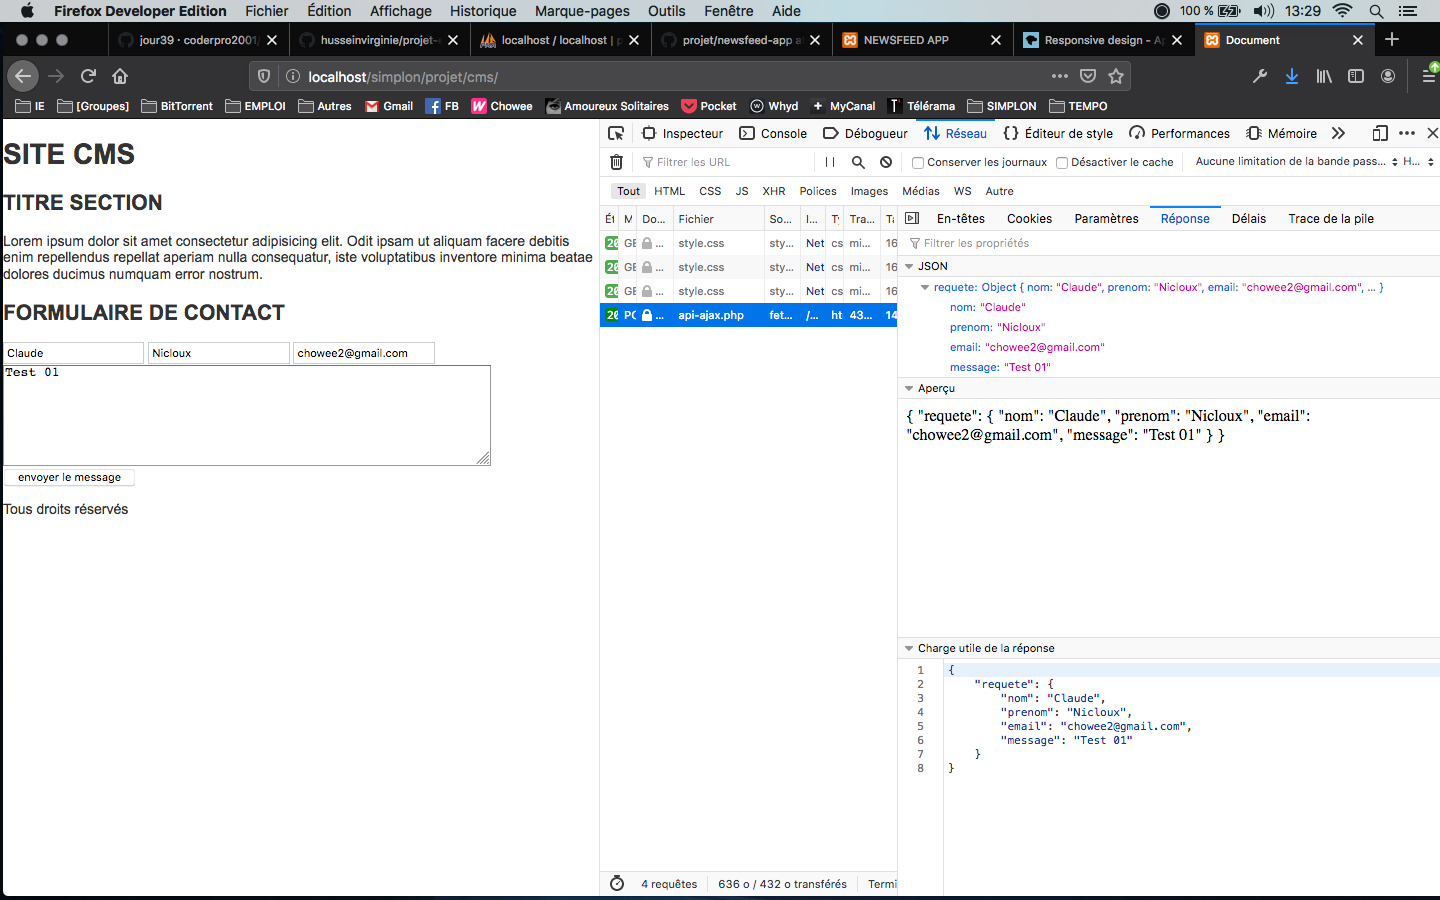 Firefox Developer Edition Fichier Édition Affichage Historique Marque-pages Outils Fenêtre Aide 100 % 13:29
jour39 · coderpro2001/ husseinvirginie/projet- localhost / localhost | p projet/newsfeed-app a NEWSFEED APP Responsive design – Ap Document
localhost/simplon/projet/cms/
IE [Groupes] BitTorrent EMPLOI Autres Gmail FB Chowee Amoureux Solitaires Pocket Whyd MyCanal Télérama SIMPLON TEMPO
SITE CMS
TITRE SECTION
Lorem ipsum dolor sit amet consectetur adipisicing elit. Odit ipsam ut aliquam facere debitis
enim repellendus repellat aperiam nulla consequatur, iste voluptatibus inventore minima beatae
dolores ducimus numquam error nostrum.
FORMULAIRE DE CONTACT
Claude Nicloux chowee2@gmail.com
Test 01
envoyer le message
Tous droits réservés
Inspecteur Console Débogueur Réseau Éditeur de style Performances Mémoire
Filtrer les URL Conserver les journaux Désactiver le cache Aucune limitation de la bande pass... H...
Tout HTML CSS JS XHR Polices Images Médias WS Autre
Ét M Do... Fichier So... I... Ty Tra... Ta
20 GE ... style.css sty... Net cs mi... 16
20 GE ... style.css sty... Net cs mi... 16
20 GE ... style.css sty... Net cs mi... 16
20 PO ... api-ajax.php fet... /... ht 43... 14
4 requêtes 636 o / 432 o transférés Termi
En-têtes Cookies Paramètres Réponse Délais Trace de la pile
Filtrer les propriétés
JSON
requete: Object { nom: "Claude", prenom: "Nicloux", email: "chowee2@gmail.com", ... }
nom: "Claude"
prenom: "Nicloux"
email: "chowee2@gmail.com"
message: "Test 01"
Aperçu
{ "requete": { "nom": "Claude", "prenom": "Nicloux", "email":
"chowee2@gmail.com", "message": "Test 01" } }
Charge utile de la réponse
1 {
2 "requete": {
3 "nom": "Claude",
4 "prenom": "Nicloux",
5 "email": "chowee2@gmail.com",
6 "message": "Test 01"
7 }
8 }